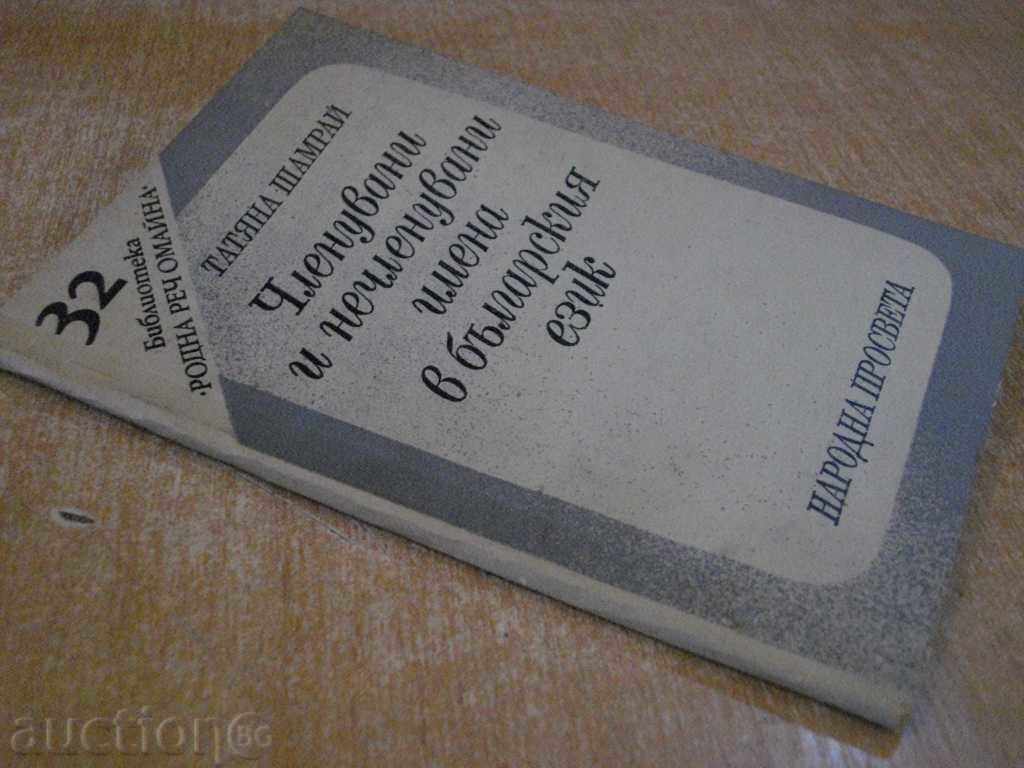 32
Библиотека
„РОДНА РЕЧ ОМАЙНА“
ТАТЯНА ШАМРАЙ
Членувани
и нечленувани
имена
в българския
език
НАРОДНА ПРОСВЕТА
auction BG